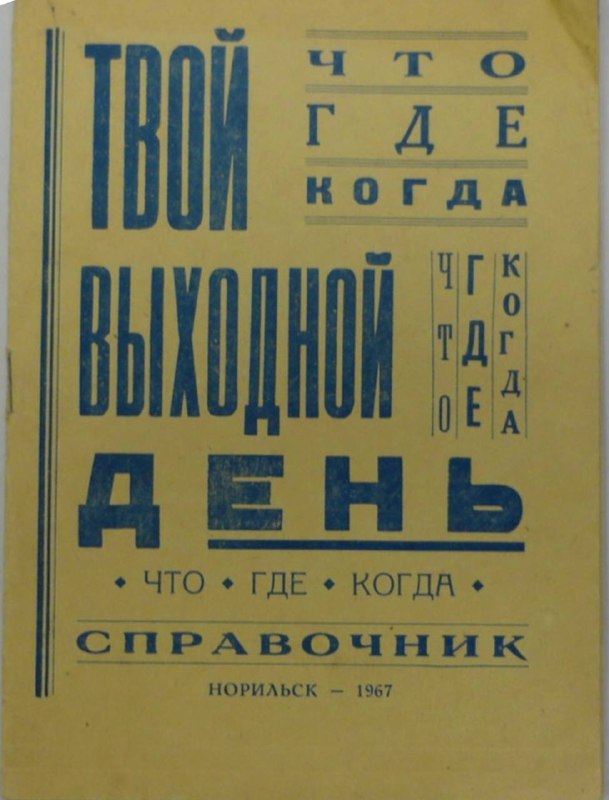 ТВОЙ
ЧТО
ГДЕ
КОГДА
ВЫХОДНОЙ
ЧТО
ГДЕ
КОГДА
ДЕНЬ
◆ ЧТО ◆ ГДЕ ◆ КОГДА ◆
СПРАВОЧНИК
НОРИЛЬСК — 1967